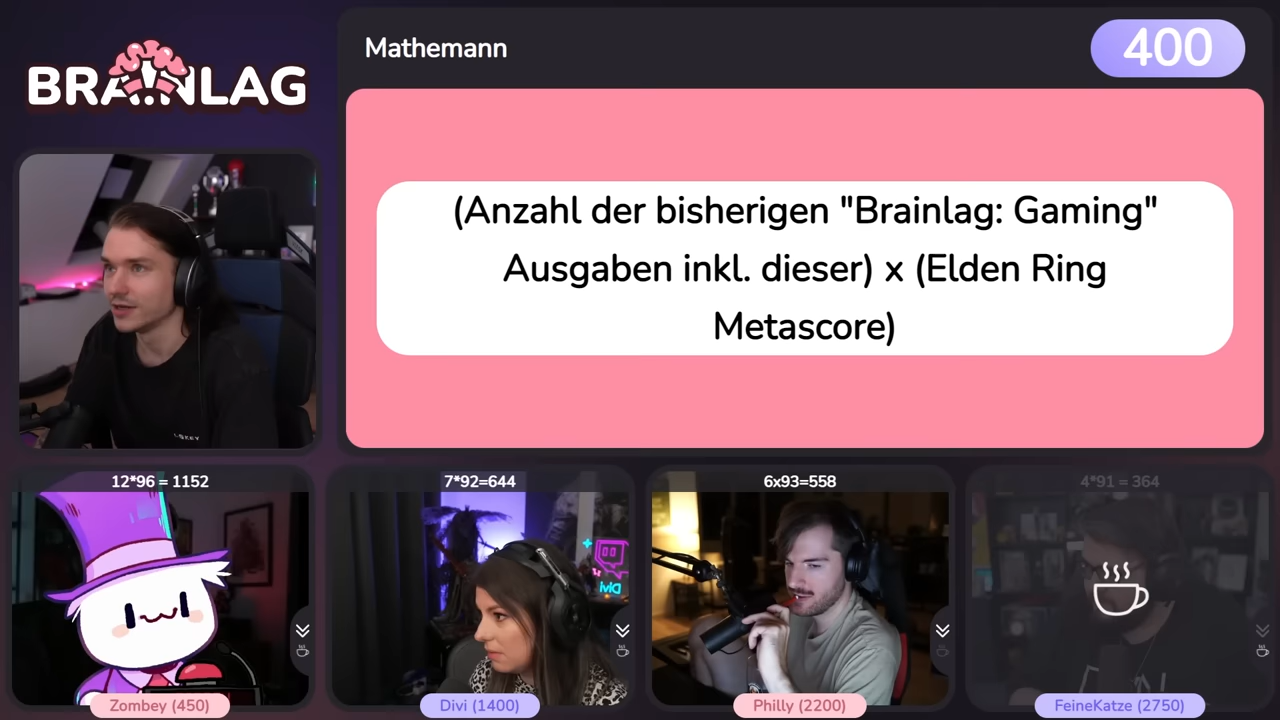 BRAINLAG
Mathemann
400
(Anzahl der bisherigen "Brainlag: Gaming"
Ausgaben inkl. dieser) x (Elden Ring
Metascore)
12*96 = 1152
7*92=644
6x93=558
4*91 = 364
Divi
Zombey (450)
Divi (1400)
Philly (2200)
FeineKatze (2750)